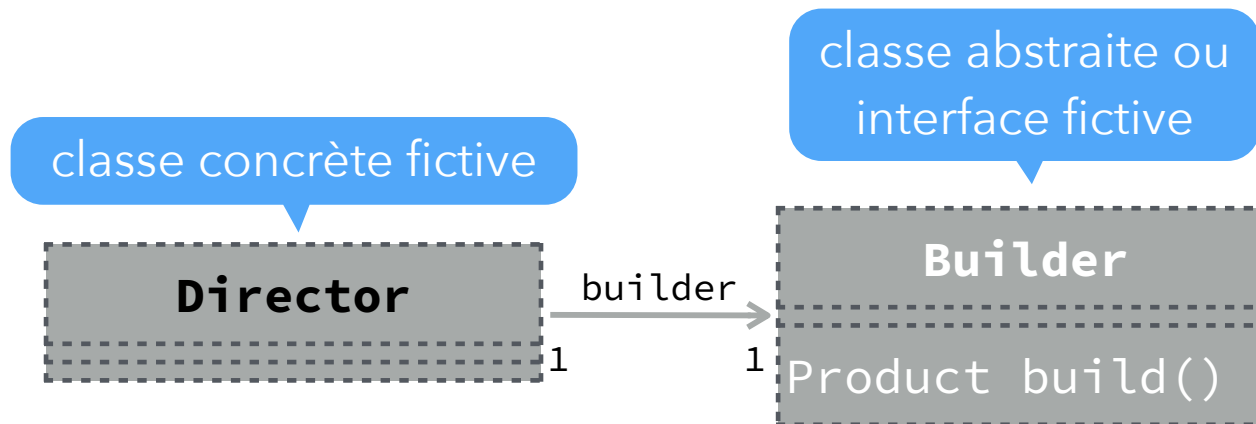 classe abstraite ou
interface fictive
classe concrète fictive
Director
builder
1
1
Builder
Product build()